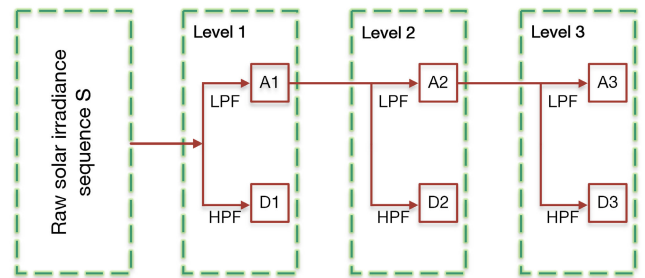 Raw solar irradiance
sequence S
Level 1
A1
LPF
HPF
D1
Level 2
A2
LPF
HPF
D2
Level 3
A3
LPF
HPF
D3